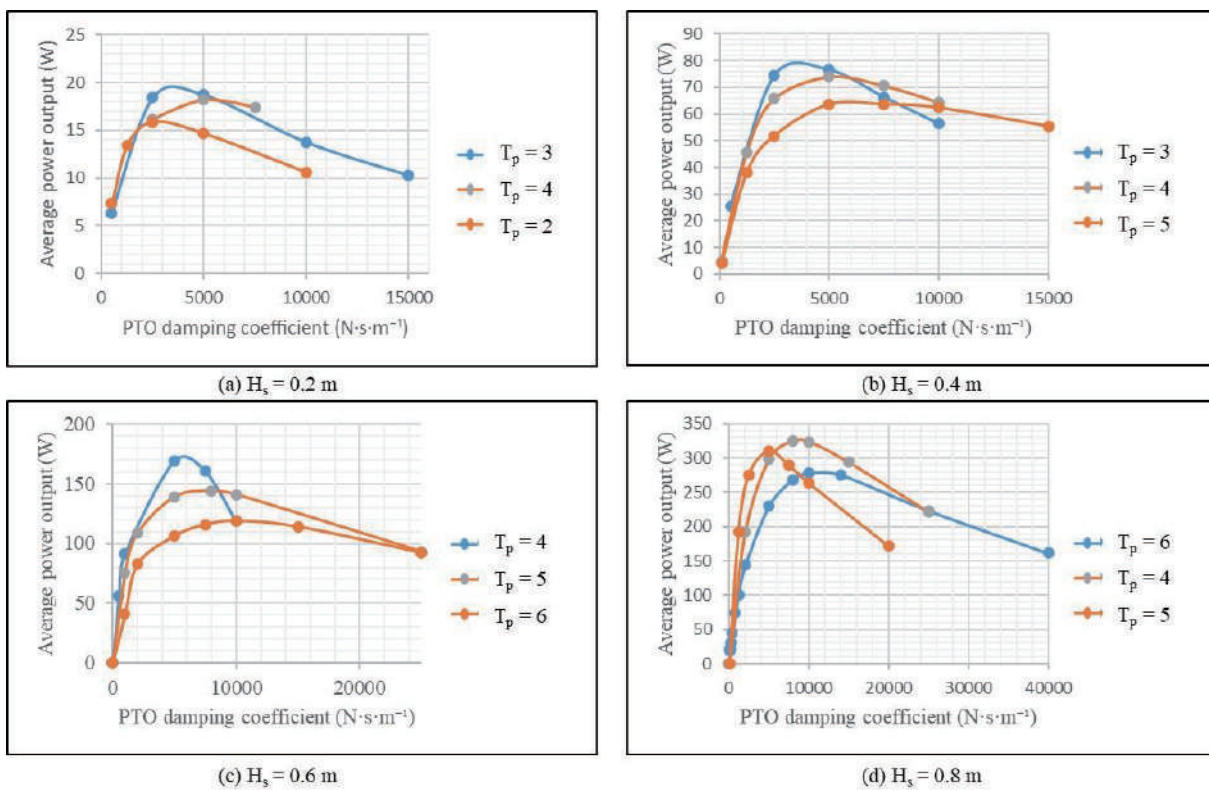 25
20
15
10
5
0
Average power output (W)
0 5000 10000 15000
PTO damping coefficient (N·s·m⁻¹)
Tₚ = 3
Tₚ = 4
Tₚ = 2
(a) Hₛ = 0.2 m
90
80
70
60
50
40
30
20
10
0
Average power output (W)
0 5000 10000 15000
PTO damping coefficient (N·s·m⁻¹)
Tₚ = 3
Tₚ = 4
Tₚ = 5
(b) Hₛ = 0.4 m
200
150
100
50
0
Average power output (W)
0 10000 20000
PTO damping coefficient (N·s·m⁻¹)
Tₚ = 4
Tₚ = 5
Tₚ = 6
(c) Hₛ = 0.6 m
350
300
250
200
150
100
50
0
Average power output (W)
0 10000 20000 30000 40000
PTO damping coefficient (N·s·m⁻¹)
Tₚ = 6
Tₚ = 4
Tₚ = 5
(d) Hₛ = 0.8 m